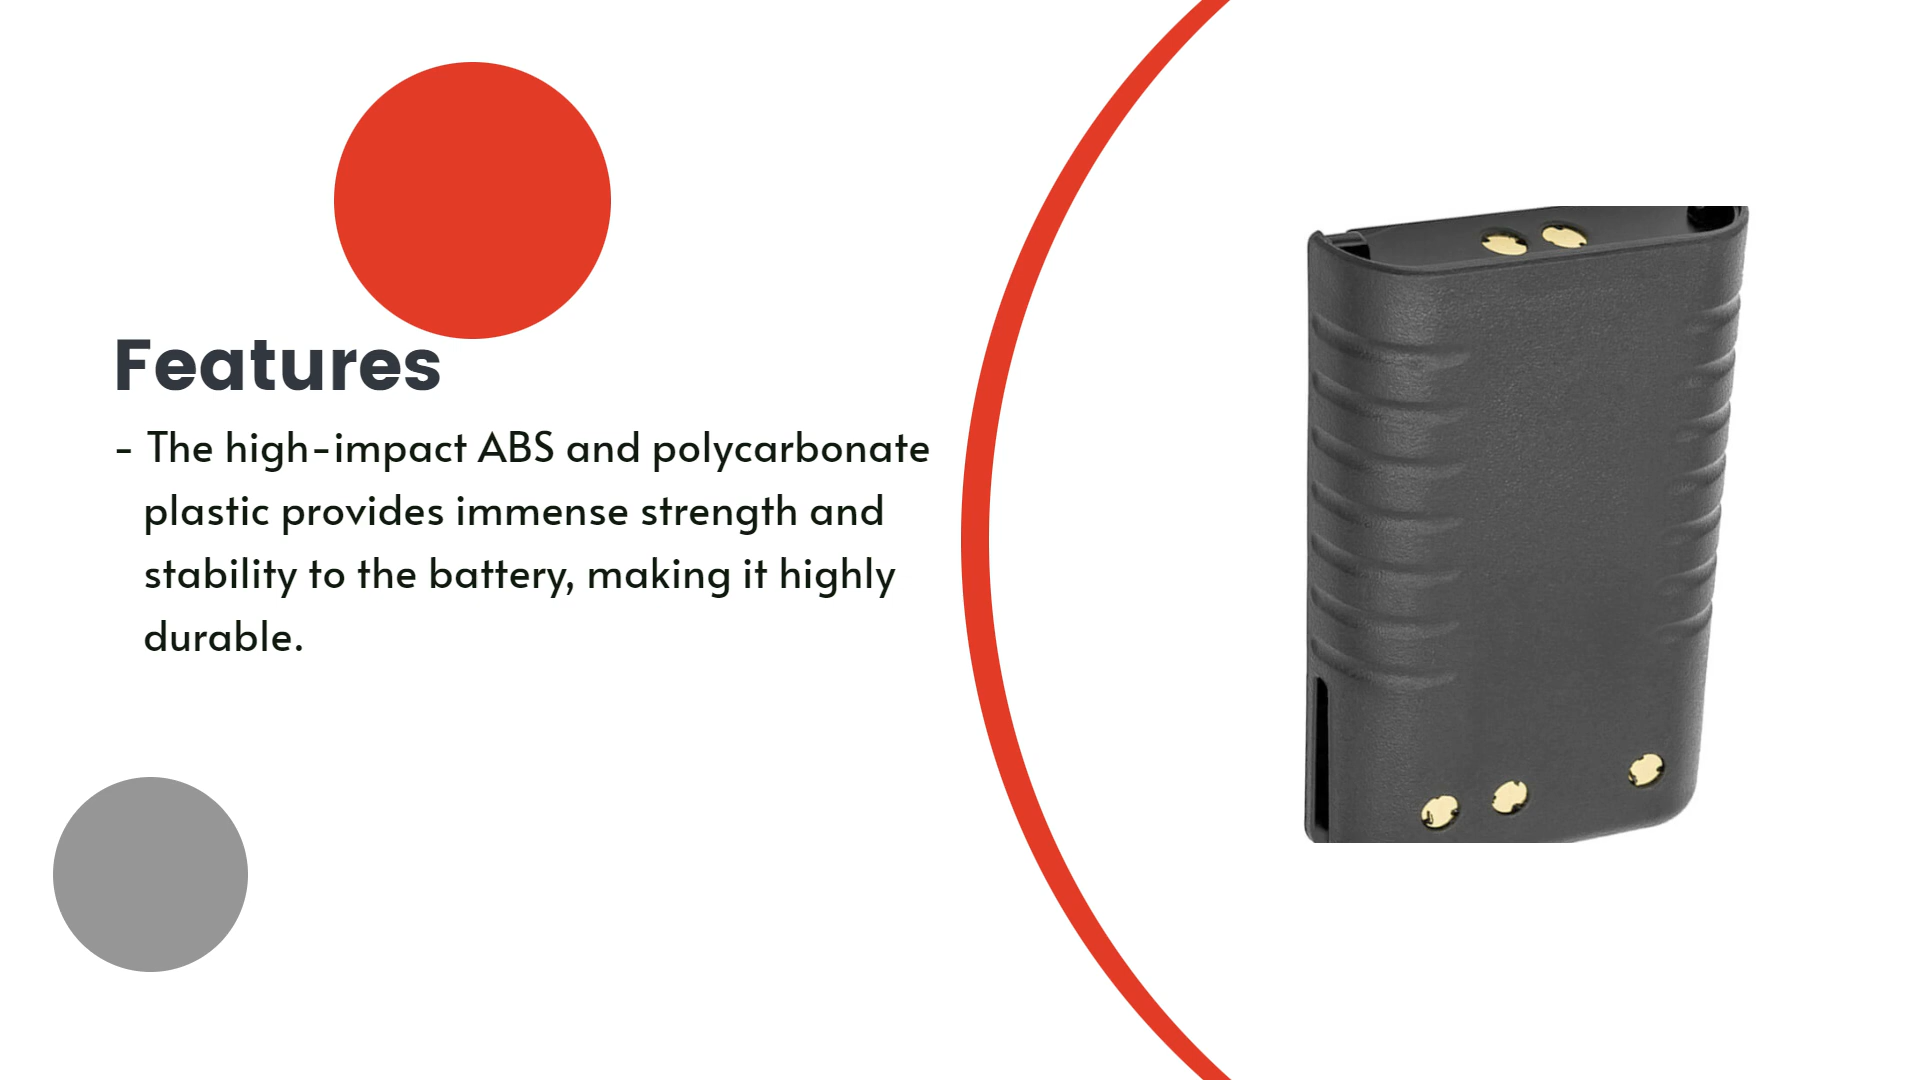 Features
- The high-impact ABS and polycarbonate
plastic provides immense strength and
stability to the battery, making it highly
durable.